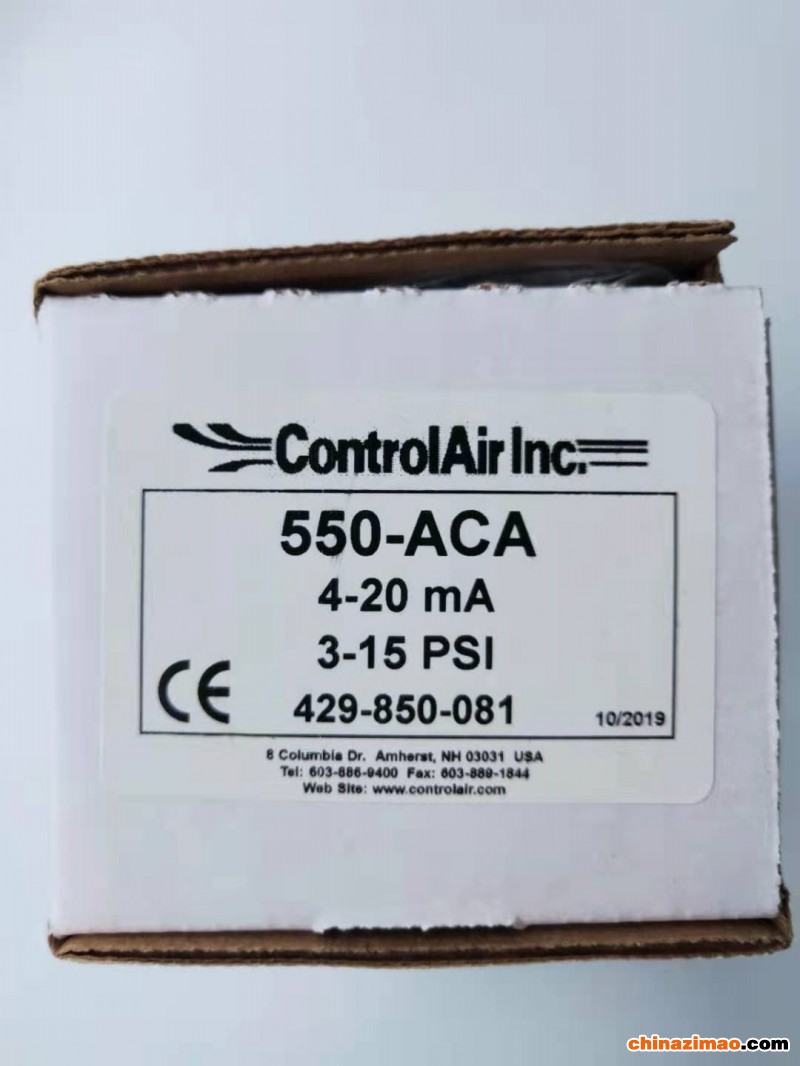 ControlAir Inc.
550-ACA
4-20 mA
3-15 PSI
CE 429-850-081 10/2019
8 Columbia Dr. Amherst, NH 03031 USA
Tel: 603-886-9400 Fax: 603-889-1844
Web Site: www.controlair.com
chinazimao.com